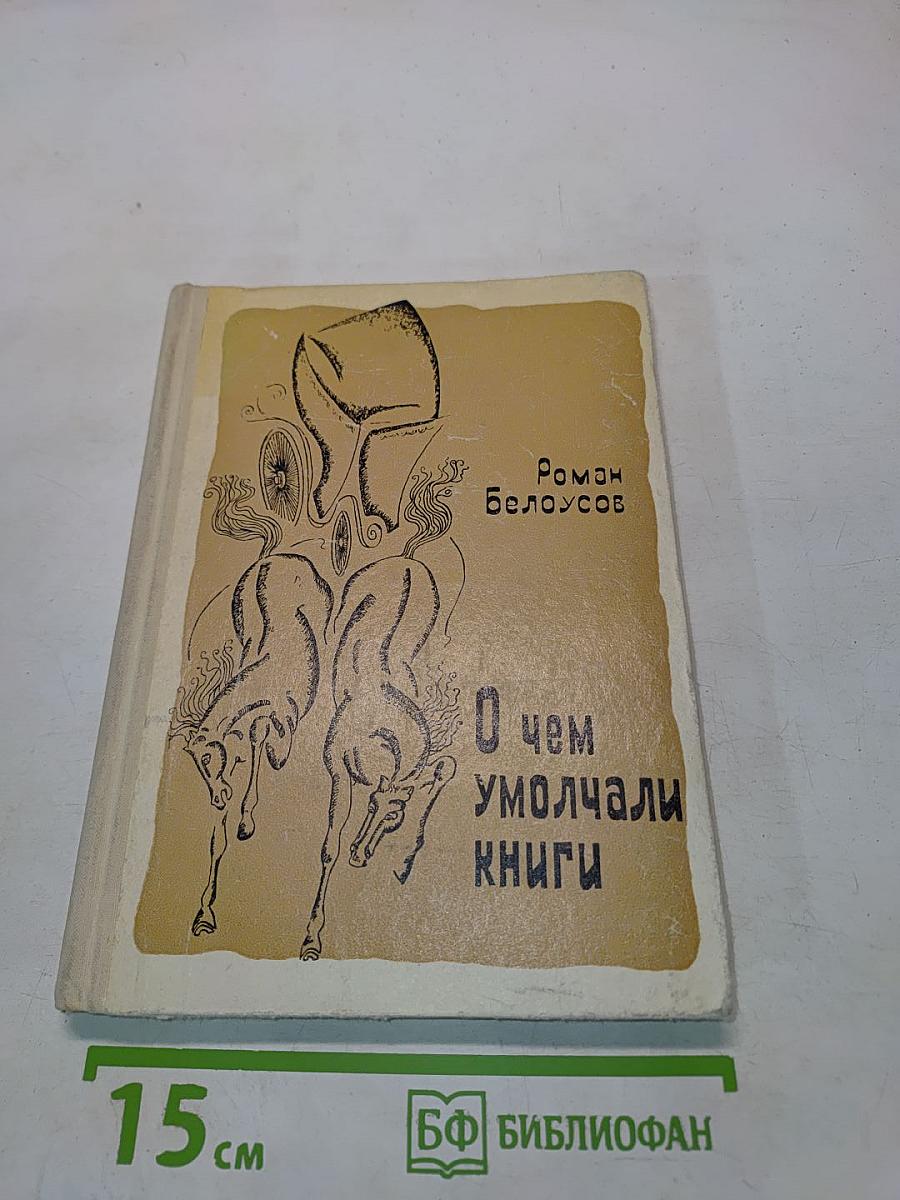 Роман
Белоусов
О чем
умолчали
книги
15 см
БФ БИБЛИОФАН